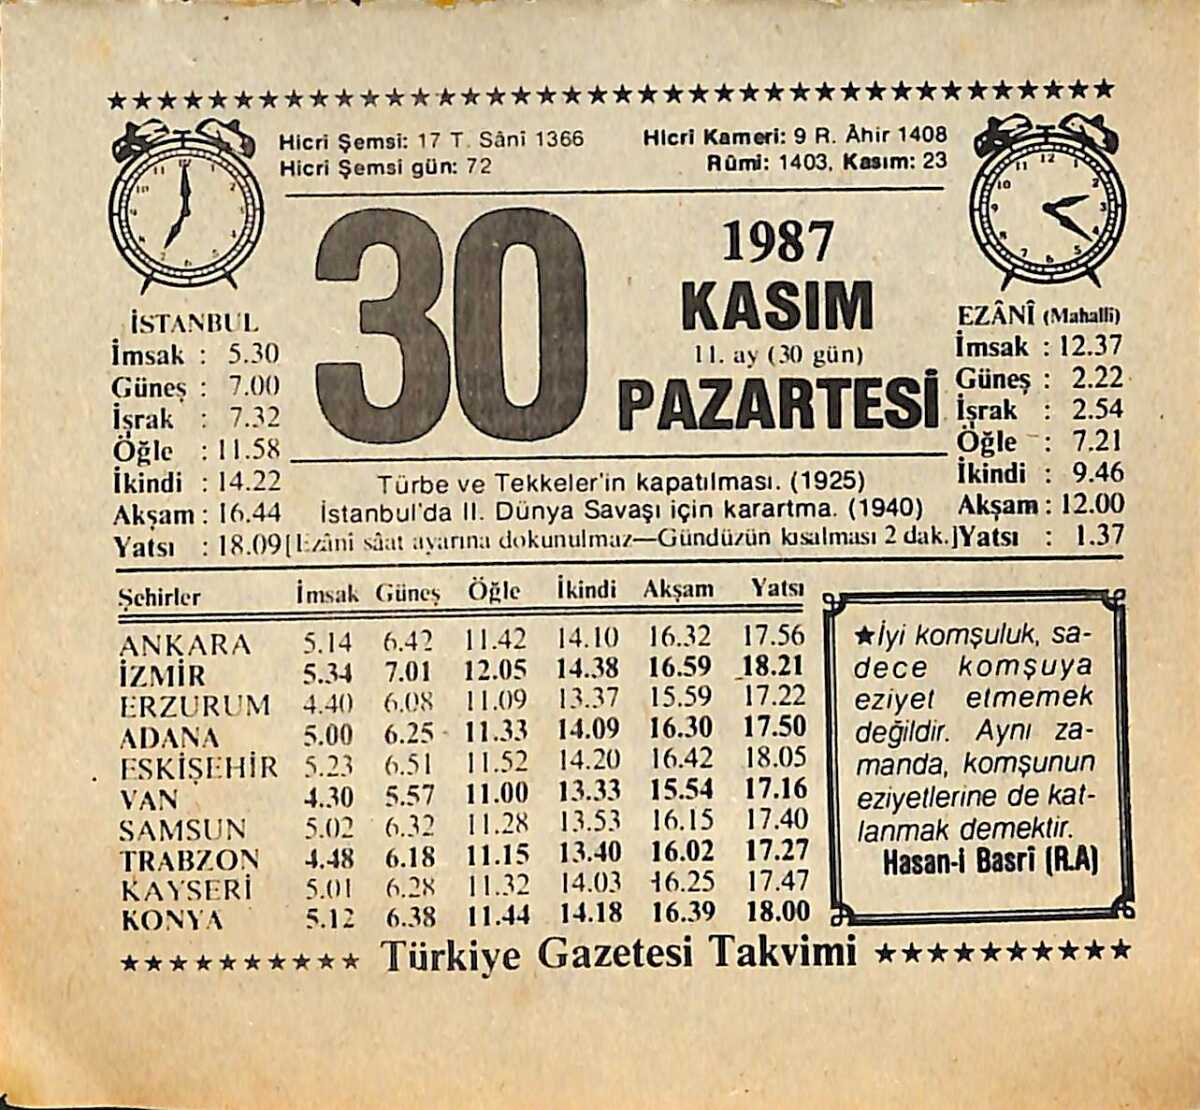 Hicri Şemsi: 17 T. Sâni 1366
Hicri Şemsi gün: 72
Hicri Kameri: 9 R. Âhir 1408
Rûmi: 1403, Kasım: 23
30
1987
KASIM
11. ay (30 gün)
PAZARTESİ
İSTANBUL
İmsak : 5.30
Güneş : 7.00
İşrak : 7.32
Öğle : 11.58
İkindi : 14.22
Akşam : 16.44
Yatsı : 18.09
EZÂNÎ (Mahallî)
İmsak : 12.37
Güneş : 2.22
İşrak : 2.54
Öğle : 7.21
İkindi : 9.46
Akşam : 12.00
Yatsı : 1.37
Türbe ve Tekkeler'in kapatılması. (1925)
İstanbul'da II. Dünya Savaşı için karartma. (1940)
[Ezâni sâat ayarına dokunulmaz—Gündüzün kısalması 2 dak.]
Şehirler İmsak Güneş Öğle İkindi Akşam Yatsı
ANKARA 5.14 6.42 11.42 14.10 16.32 17.56
İZMİR 5.34 7.01 12.05 14.38 16.59 18.21
ERZURUM 4.40 6.08 11.09 13.37 15.59 17.22
ADANA 5.00 6.25 11.33 14.09 16.30 17.50
ESKİŞEHİR 5.23 6.51 11.52 14.20 16.42 18.05
VAN 4.30 5.57 11.00 13.33 15.54 17.16
SAMSUN 5.02 6.32 11.28 13.53 16.15 17.40
TRABZON 4.48 6.18 11.15 13.40 16.02 17.27
KAYSERİ 5.01 6.28 11.32 14.03 16.25 17.47
KONYA 5.12 6.38 11.44 14.18 16.39 18.00
★İyi komşuluk, sa-
dece komşuya
eziyet etmemek
değildir. Aynı za-
manda, komşunun
eziyetlerine de kat-
lanmak demektir.
Hasan-i Basrî (R.A)
★★★★★★★★★★ Türkiye Gazetesi Takvimi ★★★★★★★★★★